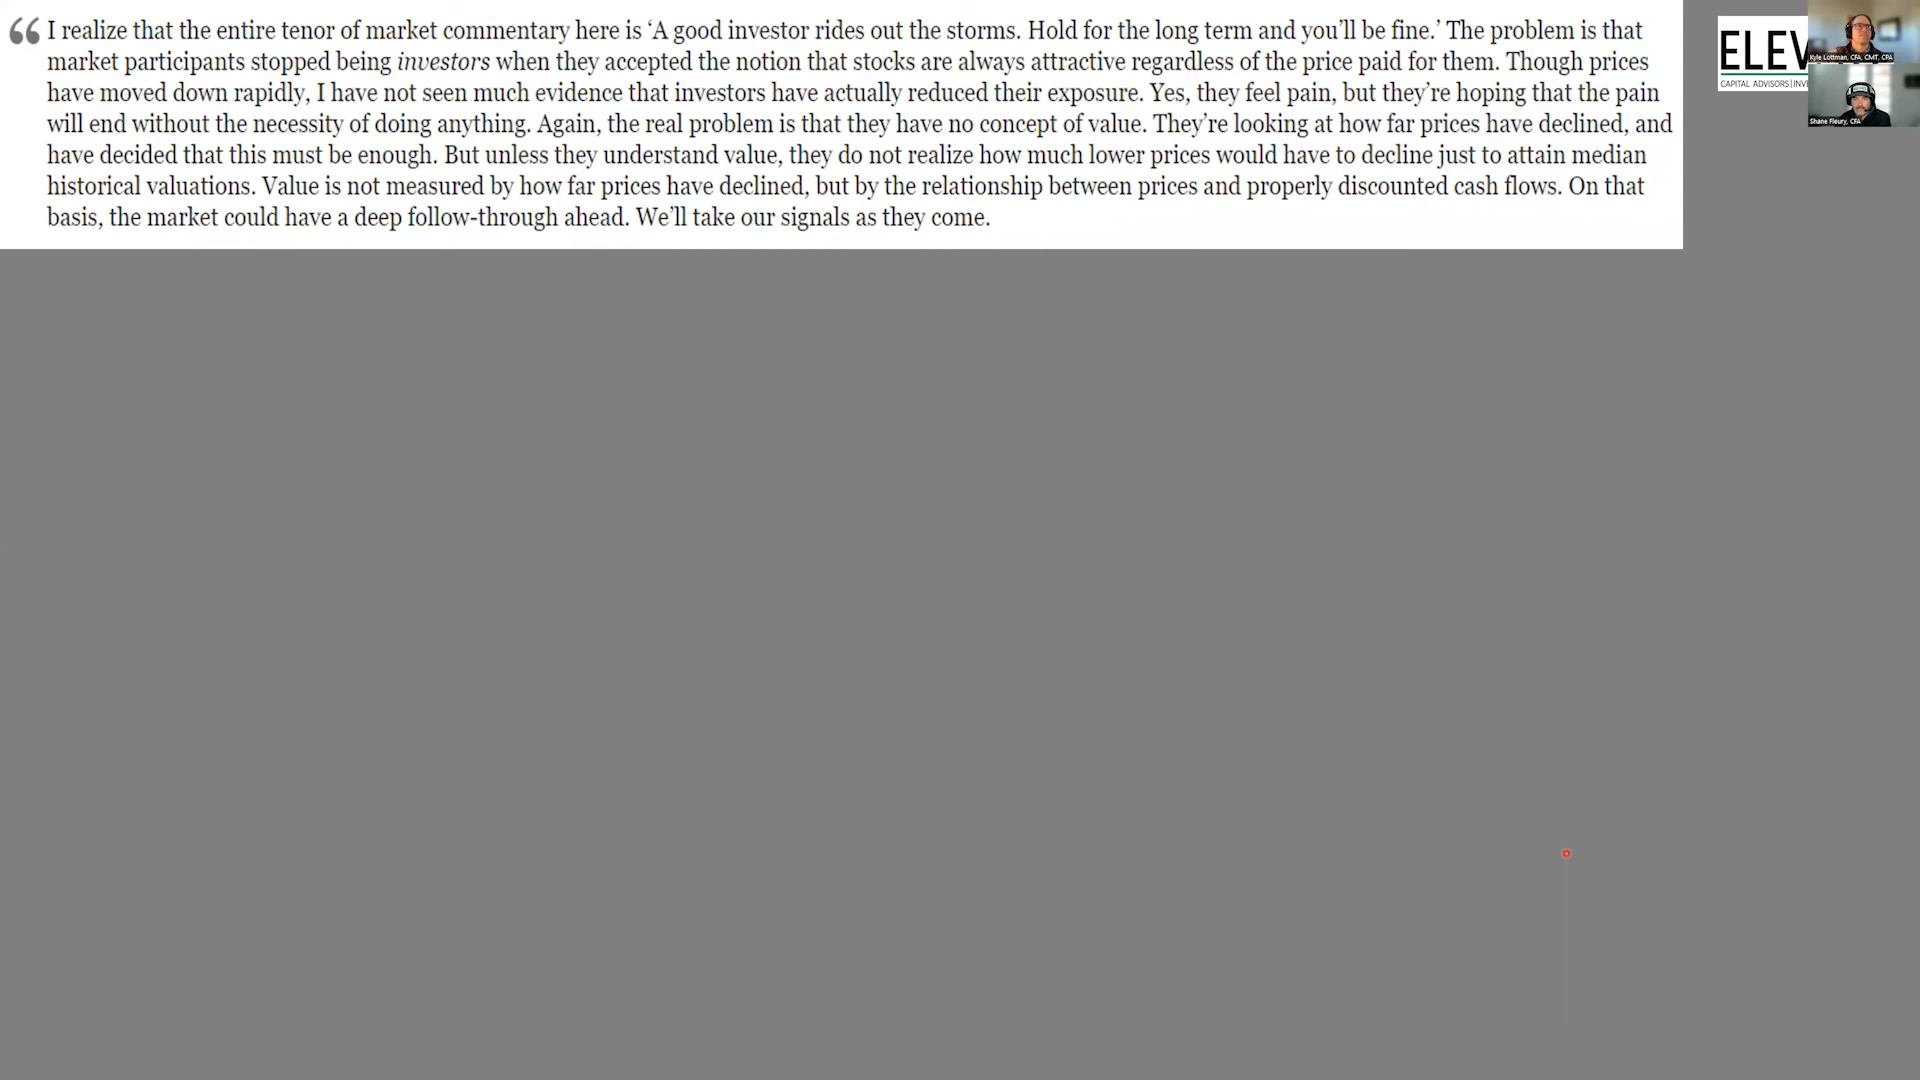 “ I realize that the entire tenor of market commentary here is ‘A good investor rides out the storms. Hold for the long term and you’ll be fine.’ The problem is that
market participants stopped being investors when they accepted the notion that stocks are always attractive regardless of the price paid for them. Though prices
have moved down rapidly, I have not seen much evidence that investors have actually reduced their exposure. Yes, they feel pain, but they’re hoping that the pain
will end without the necessity of doing anything. Again, the real problem is that they have no concept of value. They’re looking at how far prices have declined, and
have decided that this must be enough. But unless they understand value, they do not realize how much lower prices would have to decline just to attain median
historical valuations. Value is not measured by how far prices have declined, but by the relationship between prices and properly discounted cash flows. On that
basis, the market could have a deep follow-through ahead. We’ll take our signals as they come.
ELEV
CAPITAL ADVISORS|INVE
Kyle Lottman, CFA, CMT, CPA
Shane Fleury, CFA